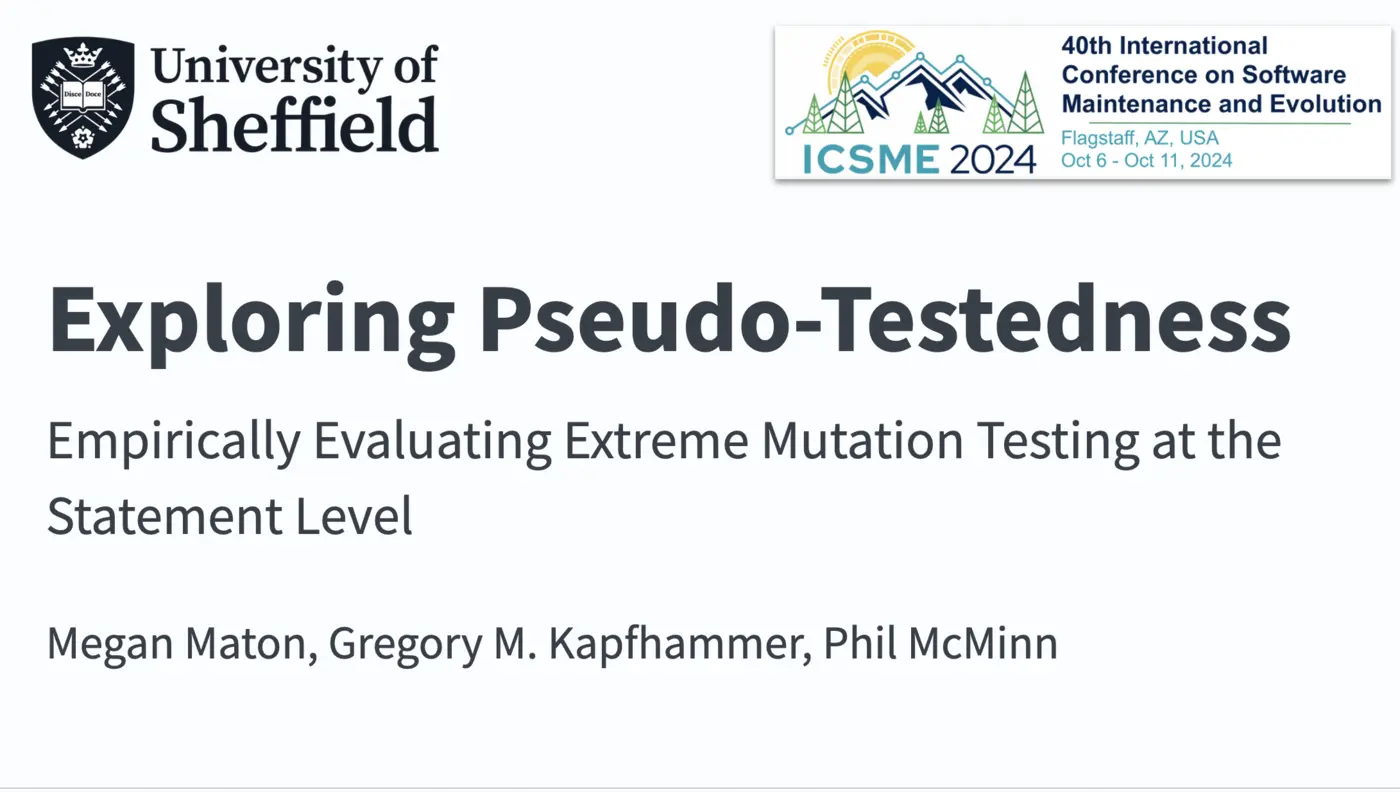 University of
Sheffield
Disce Doce
40th International
Conference on Software
Maintenance and Evolution
Flagstaff, AZ, USA
Oct 6 - Oct 11, 2024
ICSME 2024
Exploring Pseudo-Testedness
Empirically Evaluating Extreme Mutation Testing at the
Statement Level
Megan Maton, Gregory M. Kapfhammer, Phil McMinn